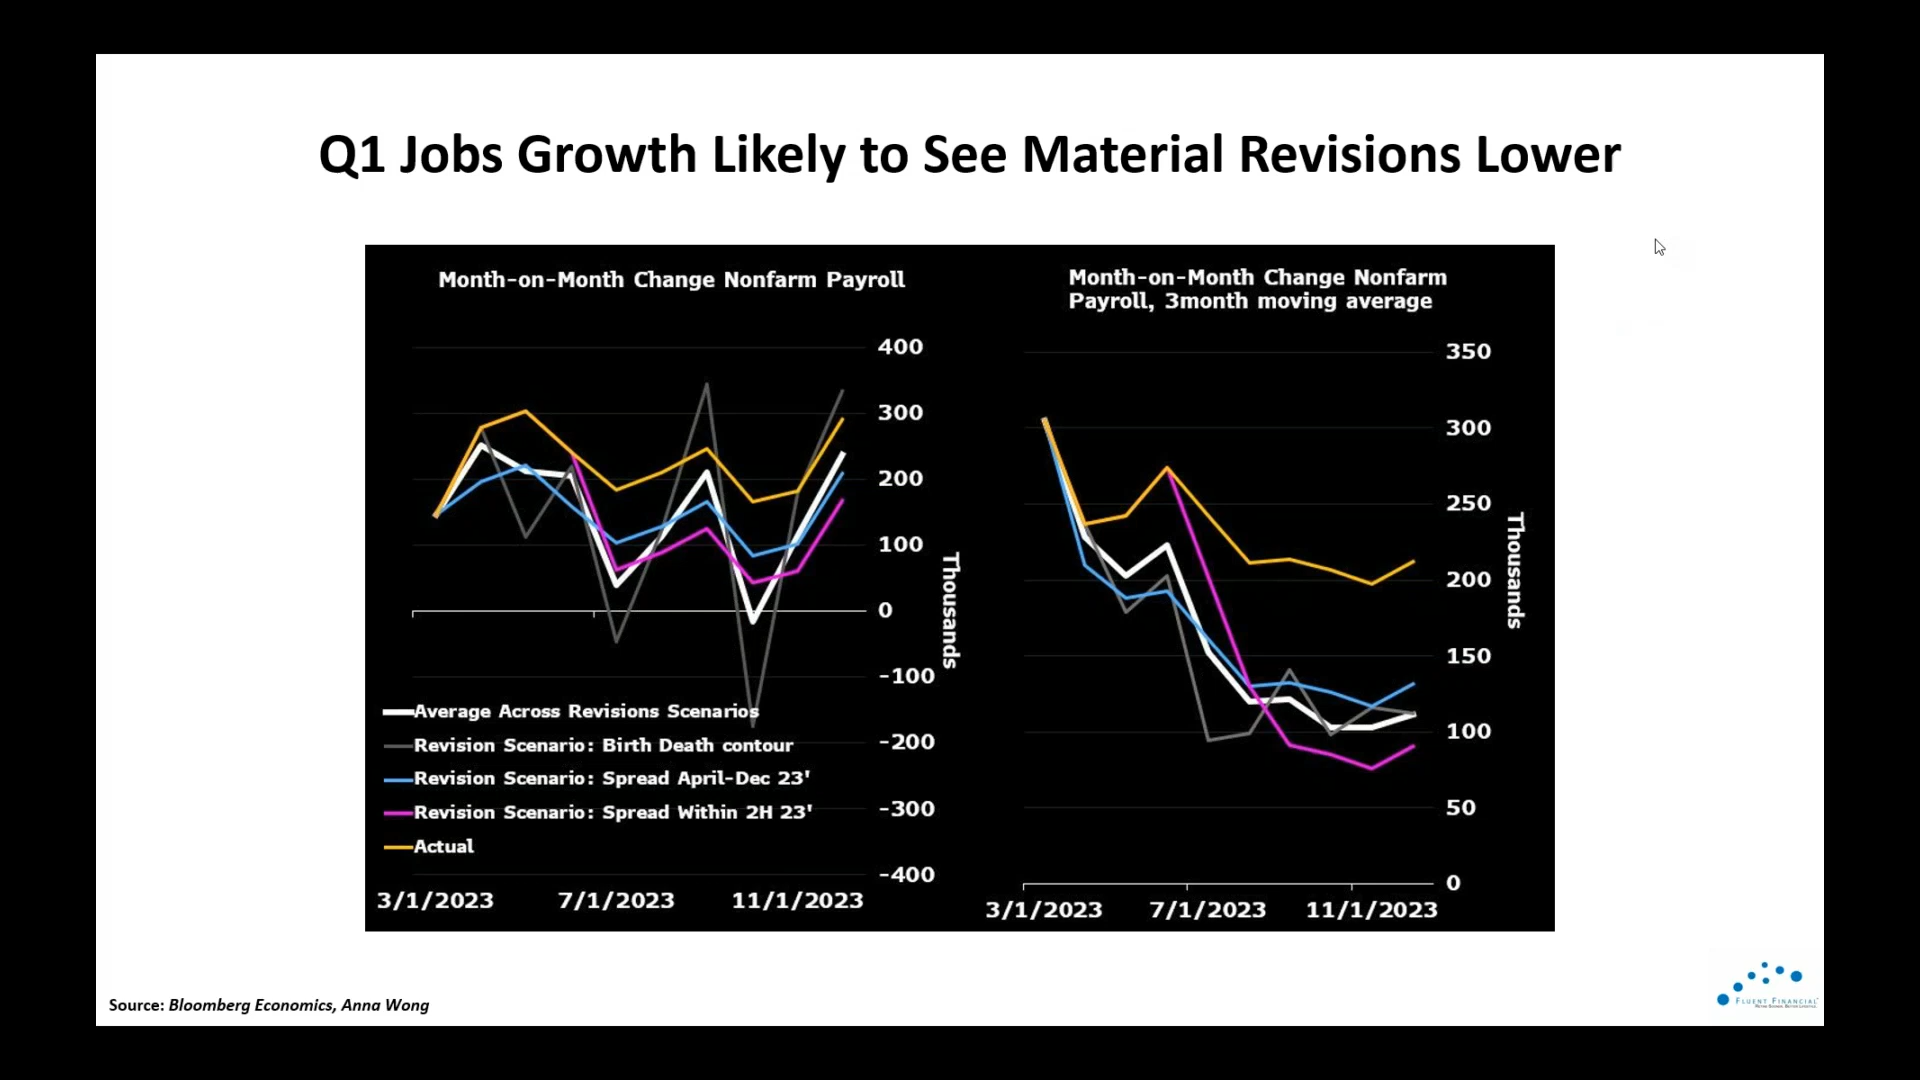 Q1 Jobs Growth Likely to See Material Revisions Lower
Month-on-Month Change Nonfarm Payroll
400
300
200
100
0
-100
-200
-300
-400
Thousands
Average Across Revisions Scenarios
Revision Scenario: Birth Death contour
Revision Scenario: Spread April-Dec 23'
Revision Scenario: Spread Within 2H 23'
Actual
3/1/2023 7/1/2023 11/1/2023
Month-on-Month Change Nonfarm
Payroll, 3month moving average
350
300
250
200
150
100
50
0
Thousands
3/1/2023 7/1/2023 11/1/2023
Source: Bloomberg Economics, Anna Wong
FLUENT FINANCIAL